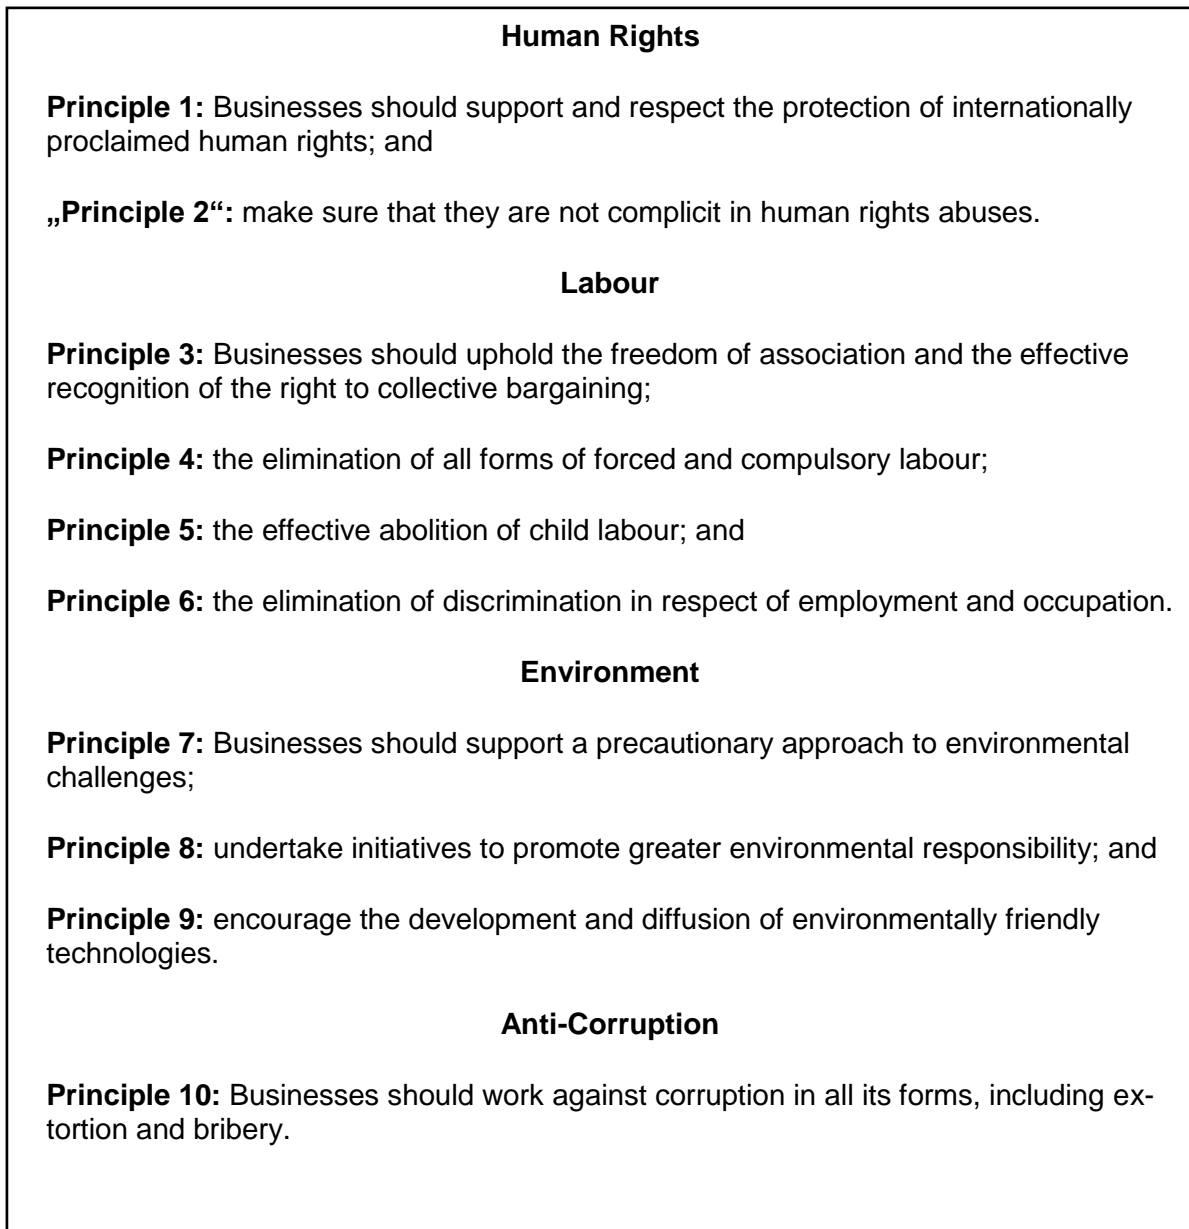 Human Rights
Principle 1: Businesses should support and respect the protection of internationally
proclaimed human rights; and
„Principle 2“: make sure that they are not complicit in human rights abuses.
Labour
Principle 3: Businesses should uphold the freedom of association and the effective
recognition of the right to collective bargaining;
Principle 4: the elimination of all forms of forced and compulsory labour;
Principle 5: the effective abolition of child labour; and
Principle 6: the elimination of discrimination in respect of employment and occupation.
Environment
Principle 7: Businesses should support a precautionary approach to environmental
challenges;
Principle 8: undertake initiatives to promote greater environmental responsibility; and
Principle 9: encourage the development and diffusion of environmentally friendly
technologies.
Anti-Corruption
Principle 10: Businesses should work against corruption in all its forms, including ex-
tortion and bribery.